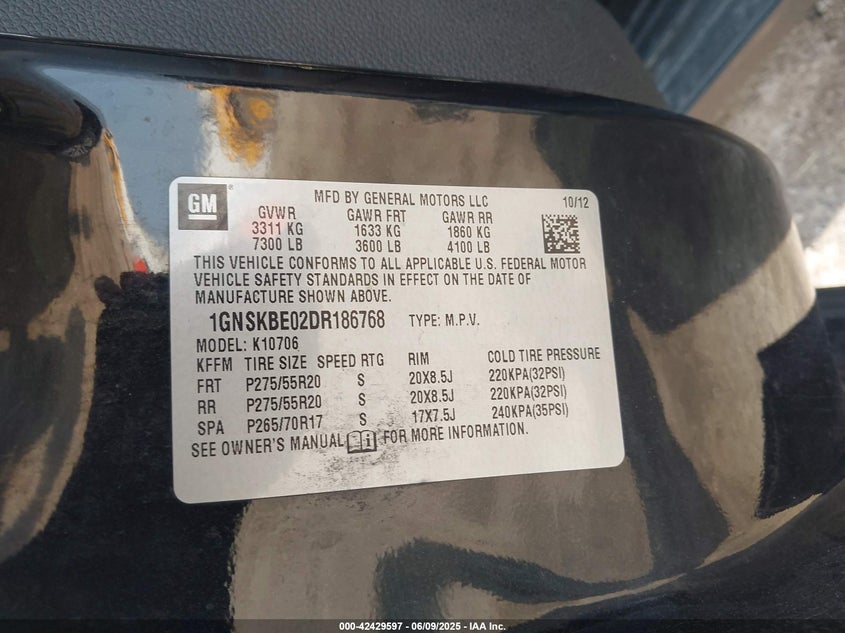 GM
®
MFD BY GENERAL MOTORS LLC
10/12
GVWR GAWR FRT GAWR RR
3311 KG 1633 KG 1860 KG
7300 LB 3600 LB 4100 LB
THIS VEHICLE CONFORMS TO ALL APPLICABLE U.S. FEDERAL MOTOR
VEHICLE SAFETY STANDARDS IN EFFECT ON THE DATE OF
MANUFACTURE SHOWN ABOVE.
1GNSKBE02DR186768 TYPE: M.P.V.
MODEL: K10706
KFFM TIRE SIZE SPEED RTG RIM COLD TIRE PRESSURE
FRT P275/55R20 S 20X8.5J 220KPA(32PSI)
RR P275/55R20 S 20X8.5J 220KPA(32PSI)
SPA P265/70R17 S 17X7.5J 240KPA(35PSI)
SEE OWNER'S MANUAL FOR MORE INFORMATION.
000-42429597 - 06/09/2025 - IAA Inc.